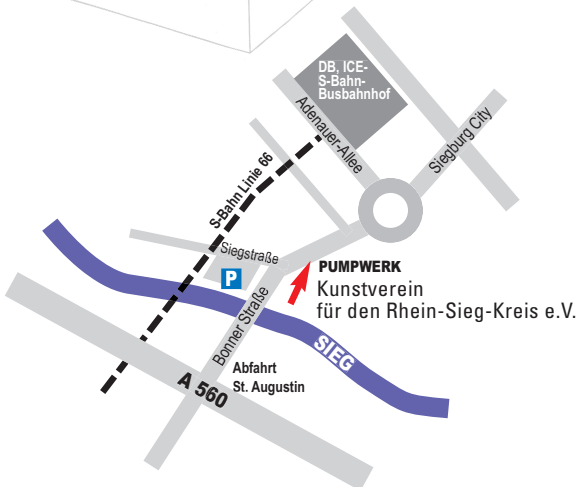 DB, ICE-
S-Bahn-
Busbahnhof
Adenauer-Allee
Siegburg City
S-Bahn Linie 66
Siegstraße
P
PUMPWERK
Kunstverein
für den Rhein-Sieg-Kreis e.V.
Bonner Straße
SIEG
Abfahrt
St. Augustin
A 560